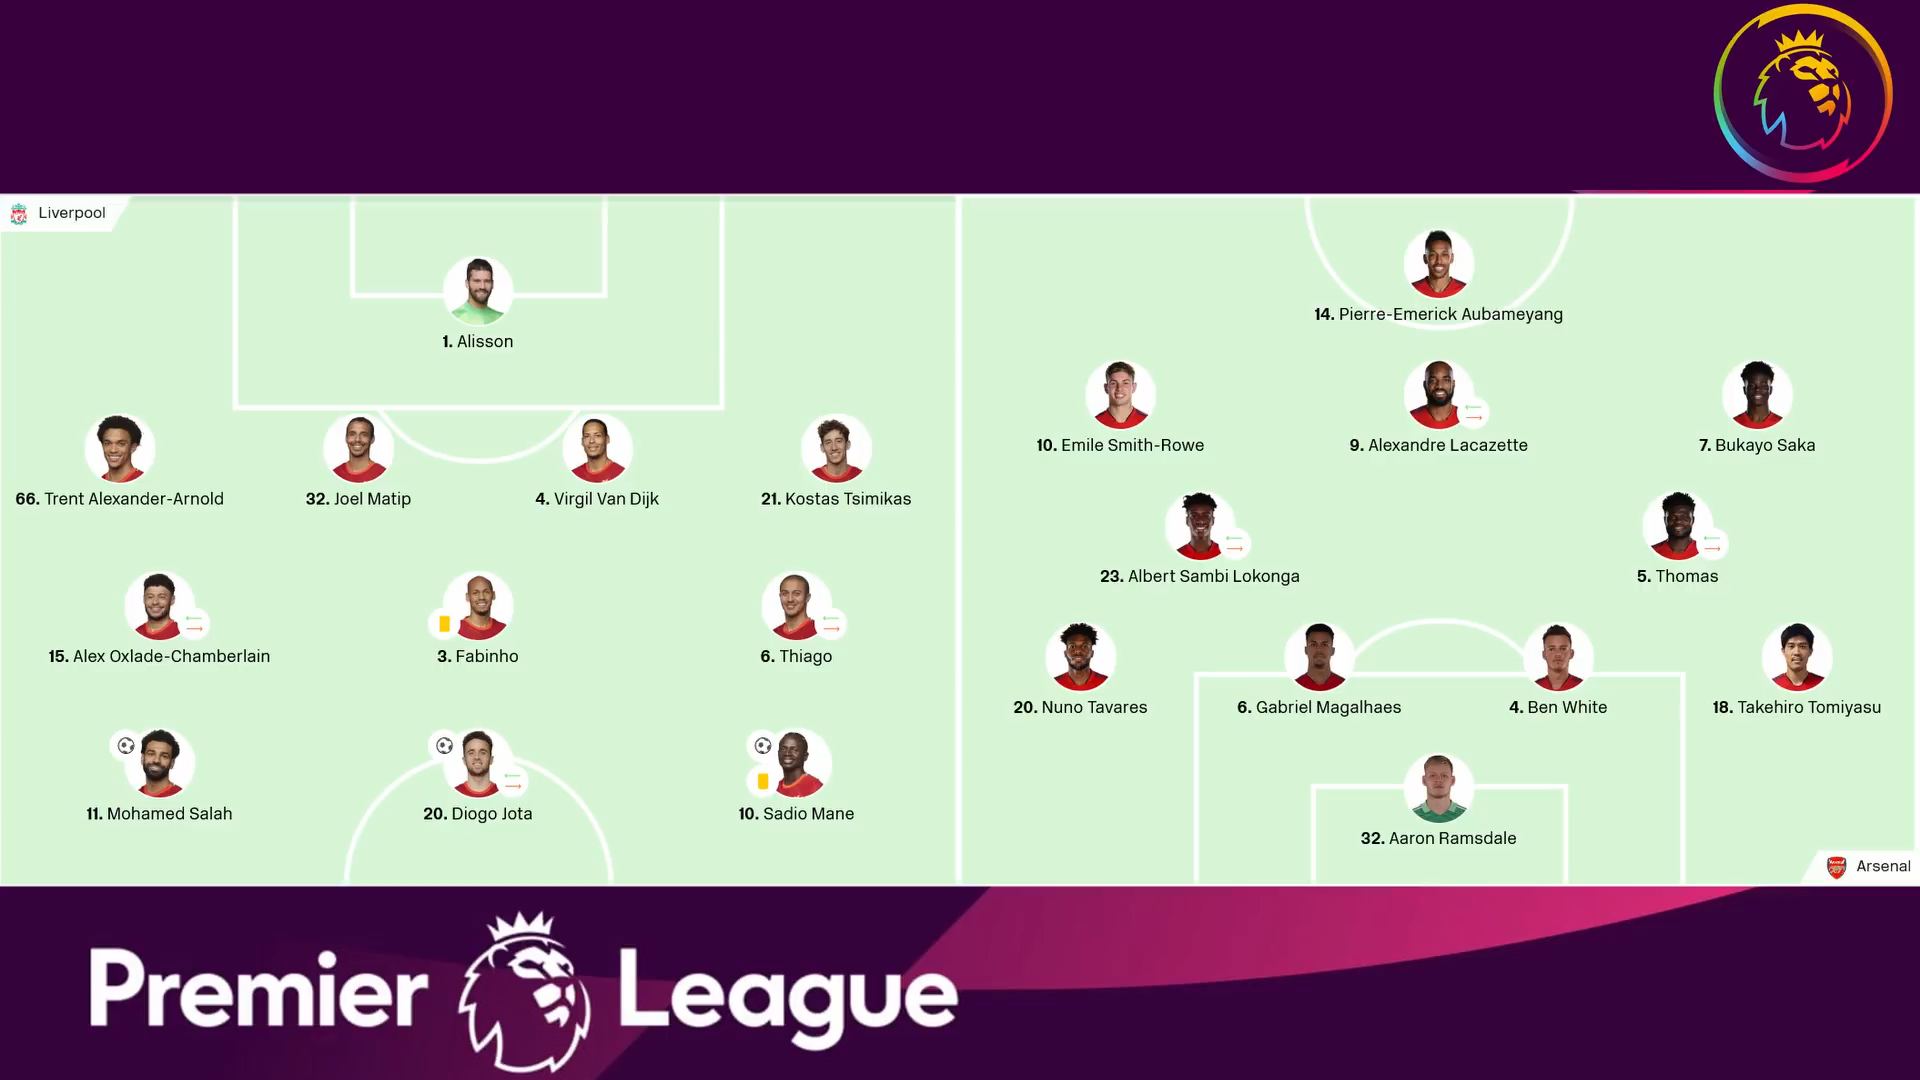 Liverpool
1. Alisson
66. Trent Alexander-Arnold
32. Joel Matip
4. Virgil Van Dijk
21. Kostas Tsimikas
15. Alex Oxlade-Chamberlain
3. Fabinho
6. Thiago
11. Mohamed Salah
20. Diogo Jota
10. Sadio Mane
14. Pierre-Emerick Aubameyang
10. Emile Smith-Rowe
9. Alexandre Lacazette
7. Bukayo Saka
23. Albert Sambi Lokonga
5. Thomas
20. Nuno Tavares
6. Gabriel Magalhaes
4. Ben White
18. Takehiro Tomiyasu
32. Aaron Ramsdale
Arsenal
Premier League